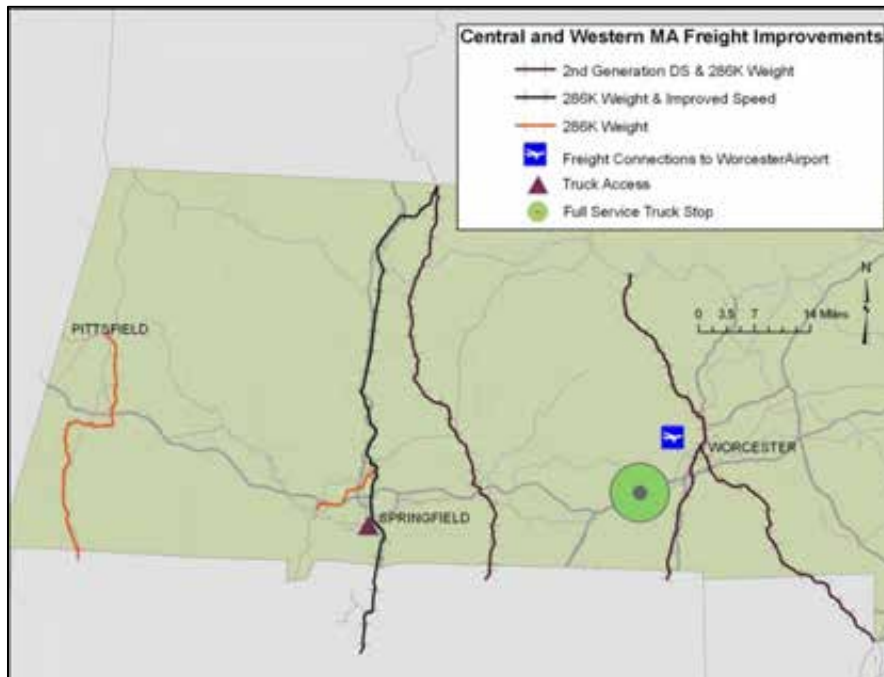 Central and Western MA Freight Improvements
2nd Generation DS & 286K Weight
286K Weight & Improved Speed
286K Weight
Freight Connections to WorcesterAirport
Truck Access
Full Service Truck Stop
N
0 3.5 7 14 Miles
PITTSFIELD
WORCESTER
SPRINGFIELD